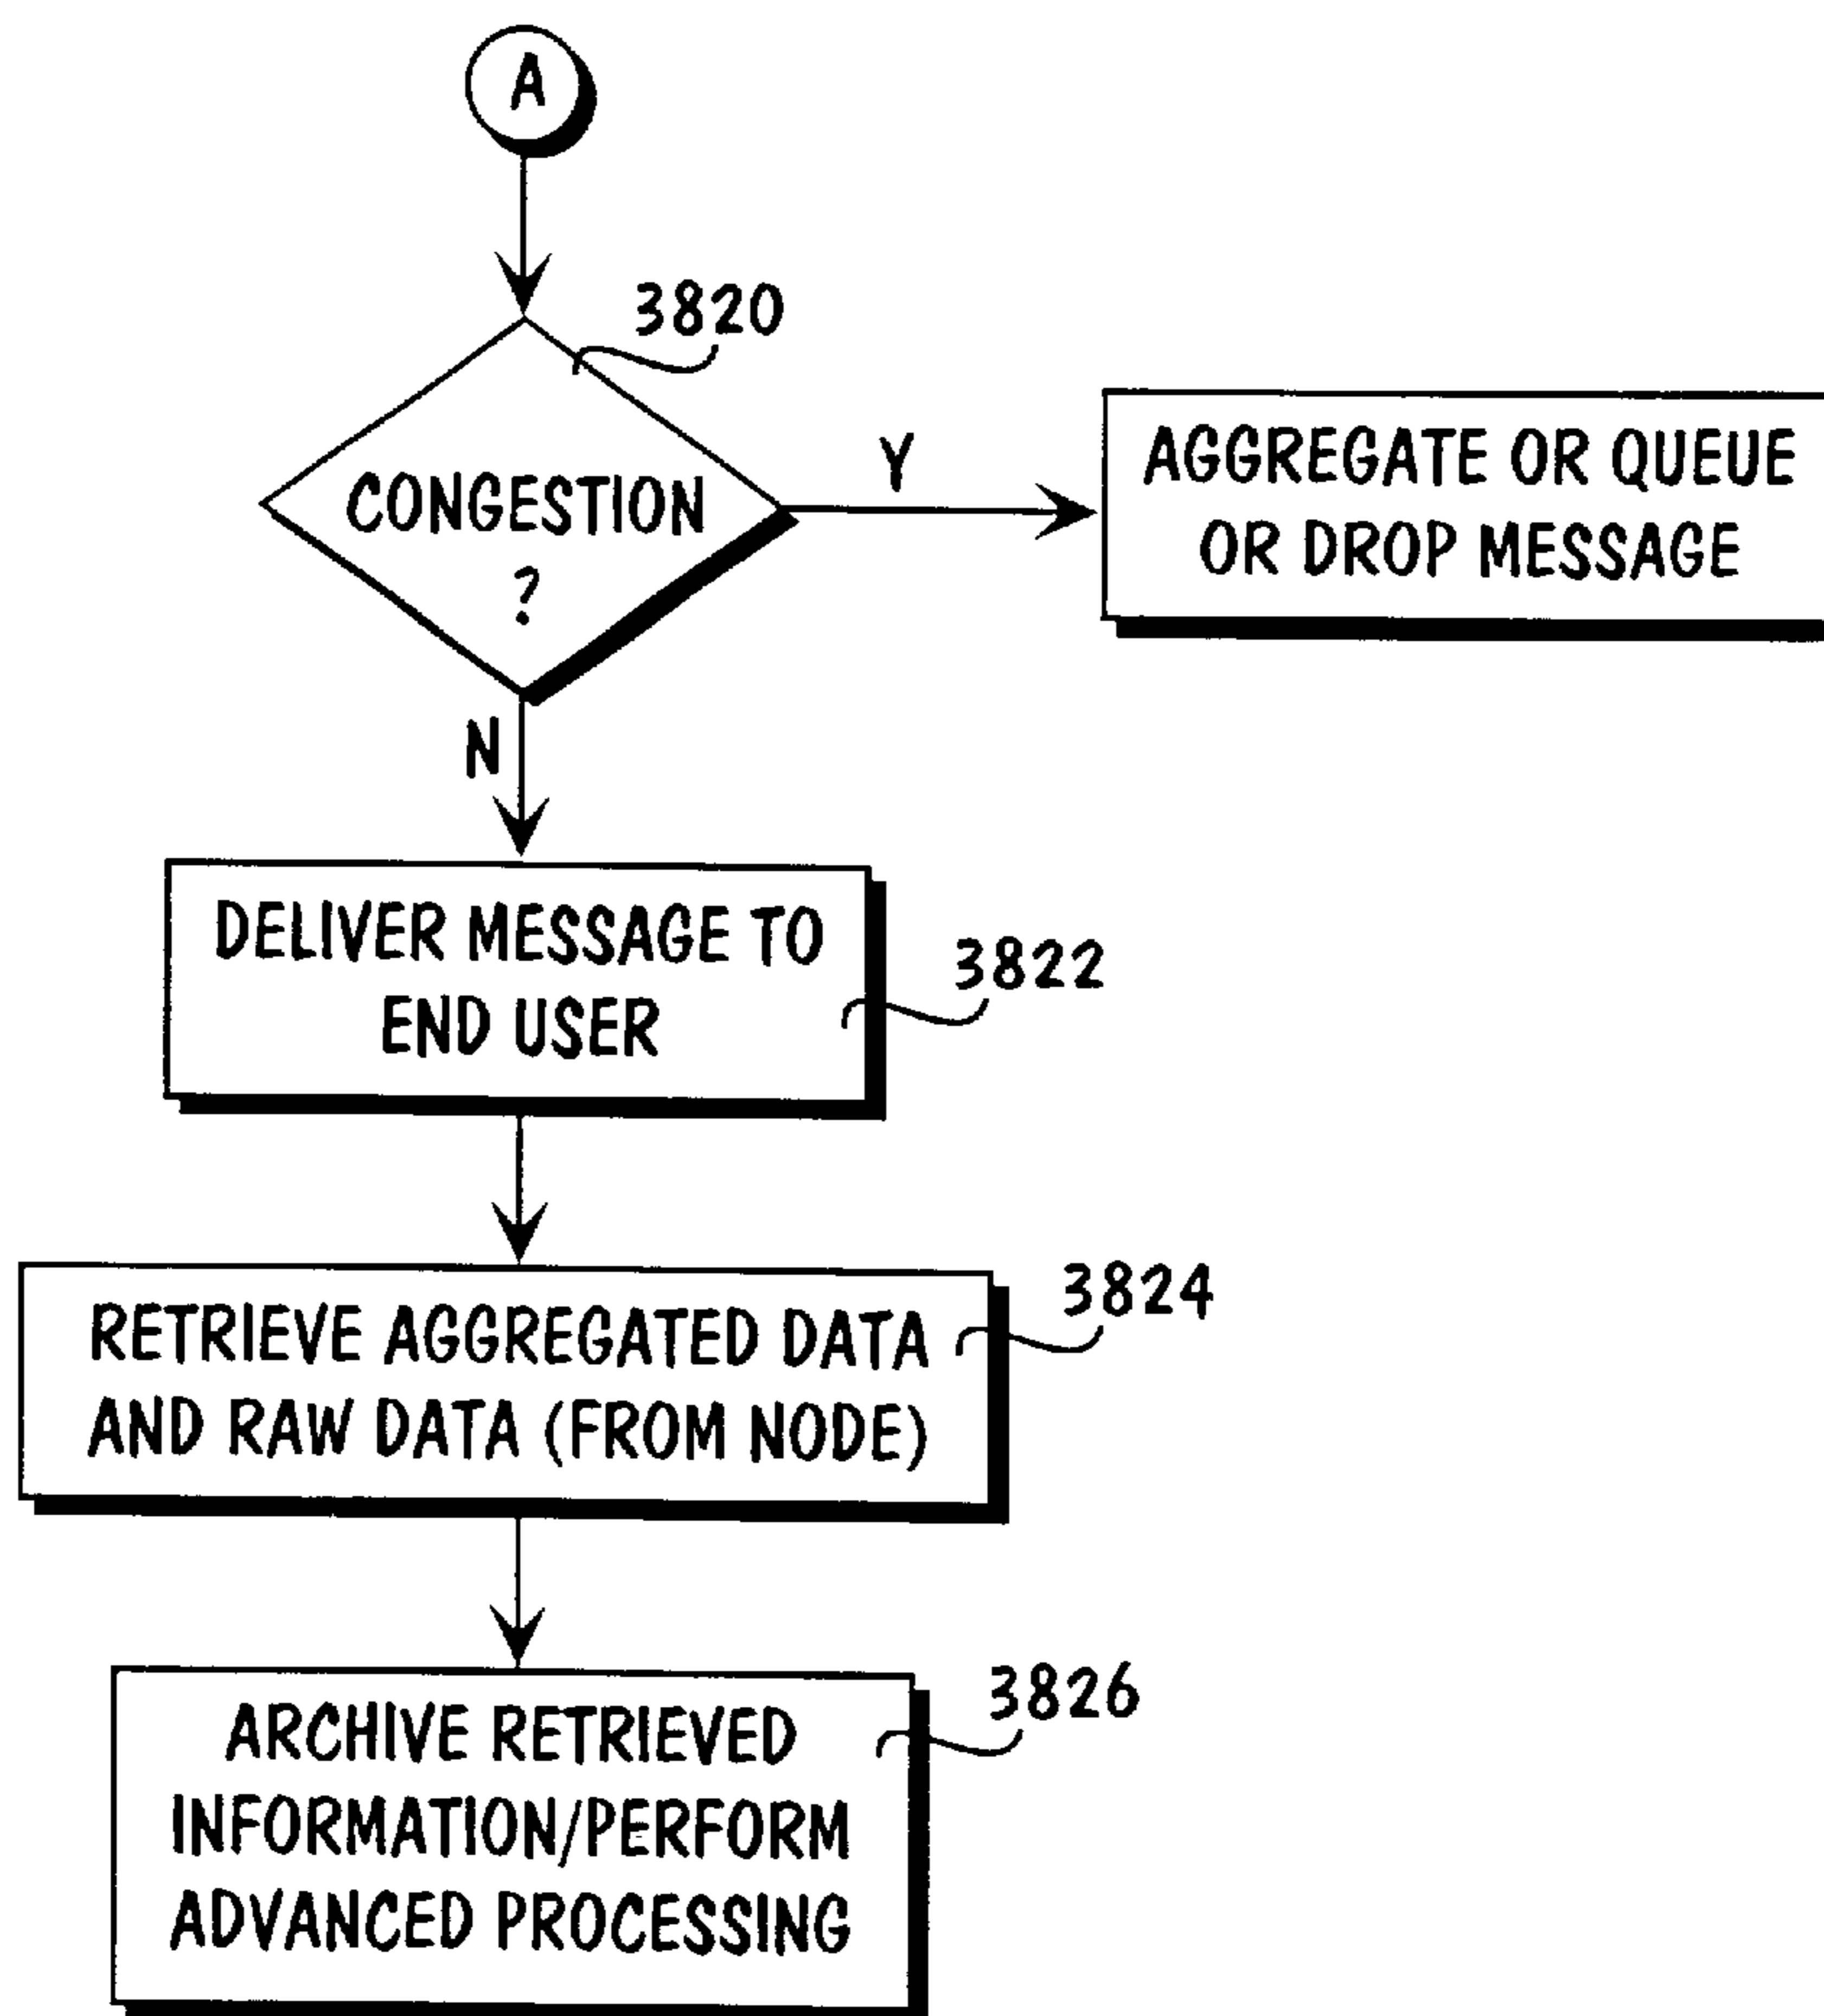 A
3820
CONGESTION
?
Y
AGGREGATE OR QUEUE
OR DROP MESSAGE
N
DELIVER MESSAGE TO
END USER
3822
RETRIEVE AGGREGATED DATA
AND RAW DATA (FROM NODE)
3824
ARCHIVE RETRIEVED
INFORMATION/PERFORM
ADVANCED PROCESSING
3826